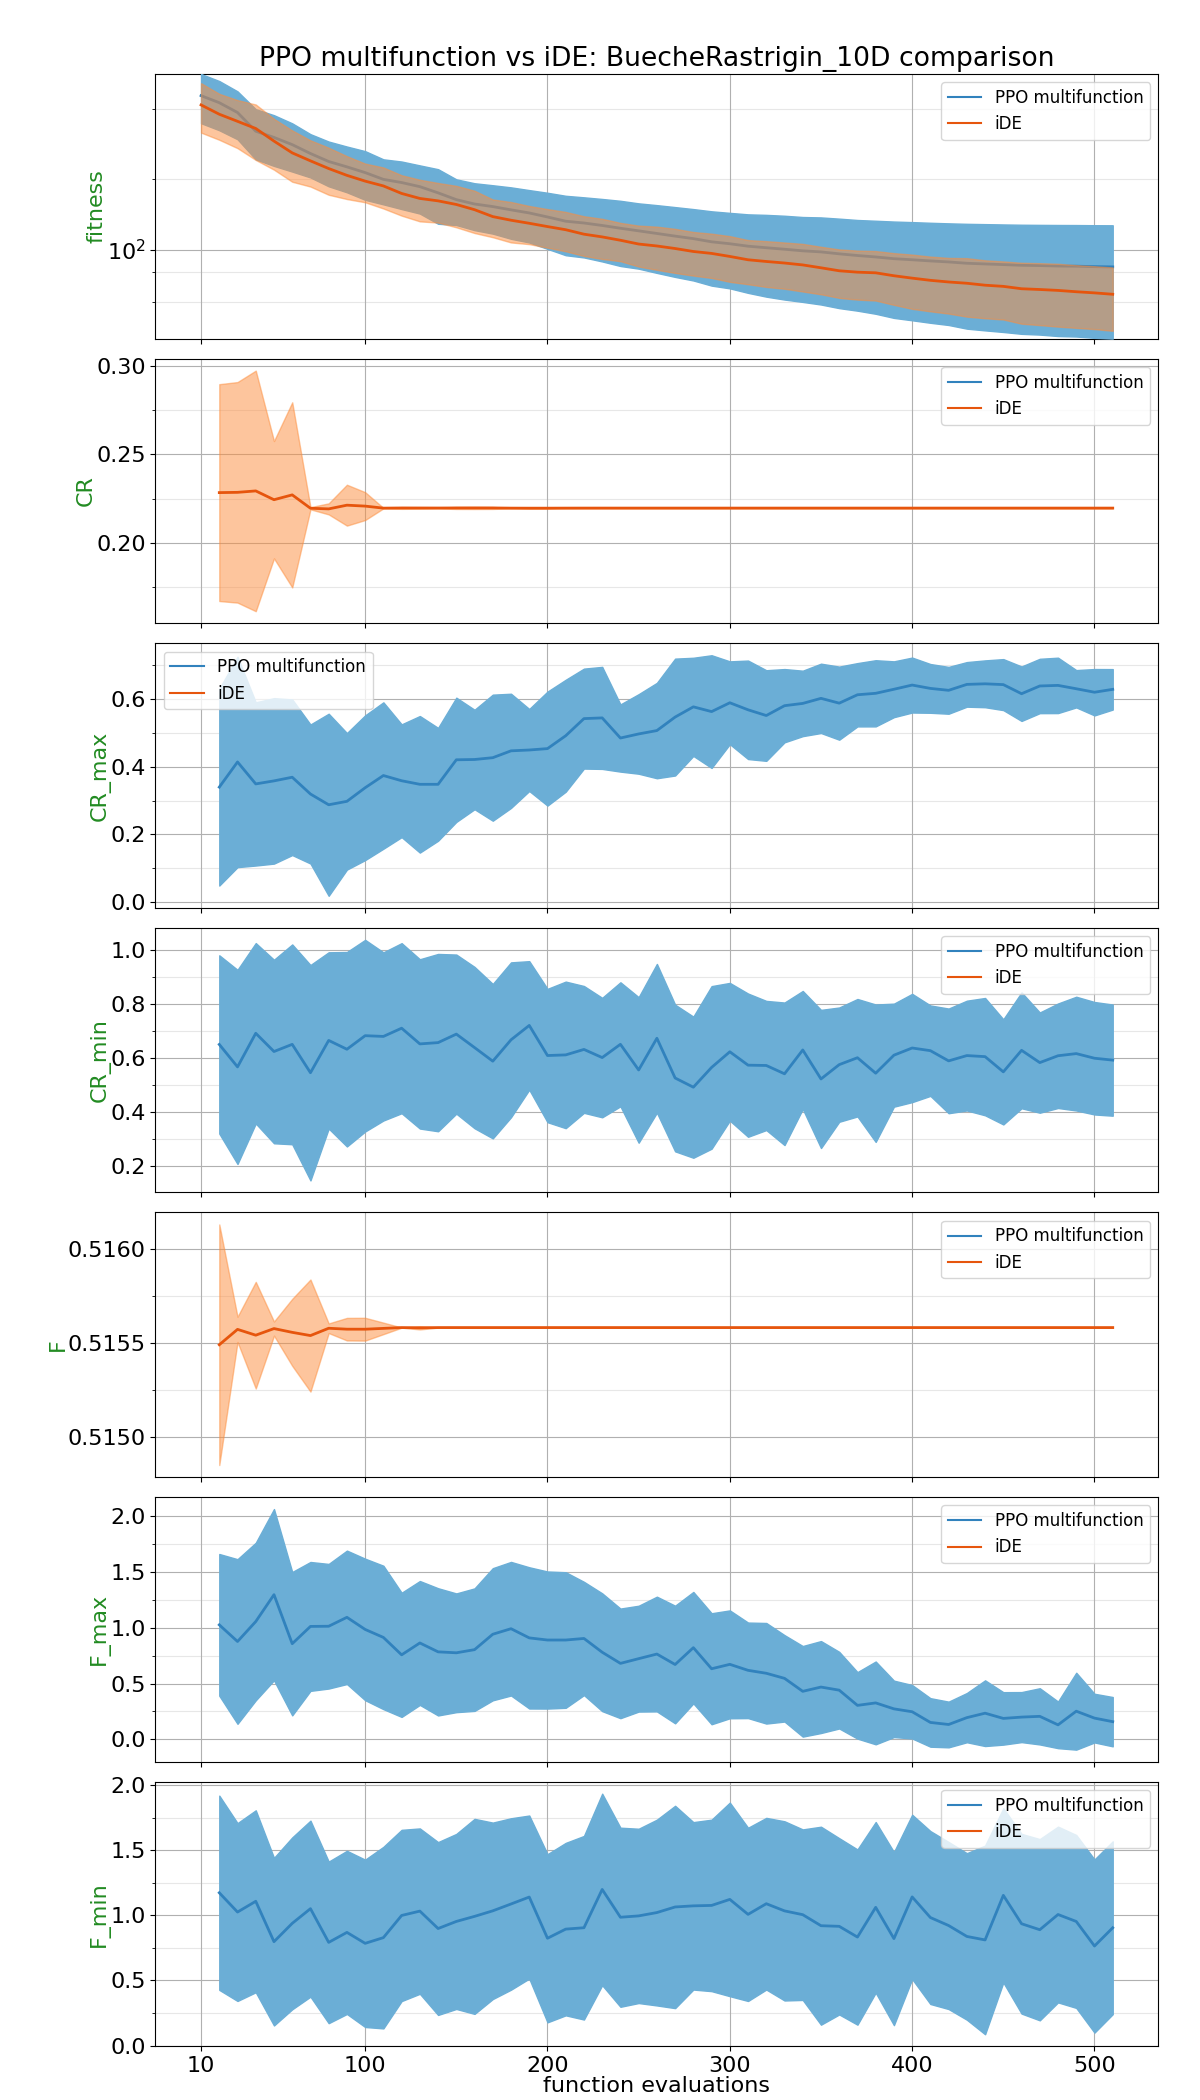 PPO multifunction vs iDE: BuecheRastrigin_10D comparison
PPO multifunction
iDE
fitness
10²
PPO multifunction
iDE
0.30
0.25
0.20
CR
PPO multifunction
iDE
0.6
0.4
0.2
0.0
CR_max
PPO multifunction
iDE
1.0
0.8
0.6
0.4
0.2
CR_min
PPO multifunction
iDE
0.5160
0.5155
0.5150
F
PPO multifunction
iDE
2.0
1.5
1.0
0.5
0.0
F_max
PPO multifunction
iDE
2.0
1.5
1.0
0.5
0.0
F_min
10 100 200 300 400 500
function evaluations